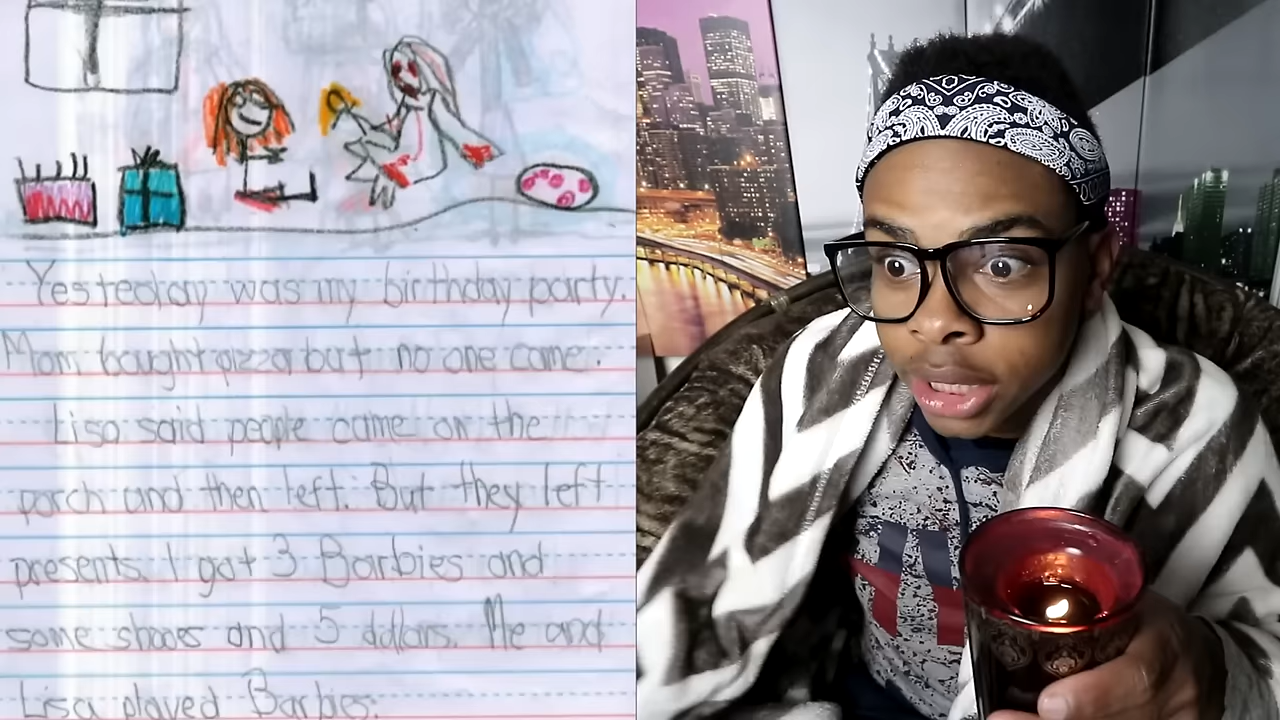 Yesterday was my birthday party.
Mom bought pizza but no one came.
Lisa said people came on the
porch and then left. But they left
presents. I got 3 Barbies and
some shoes and 5 dollars. Me and
Lisa played Barbies.